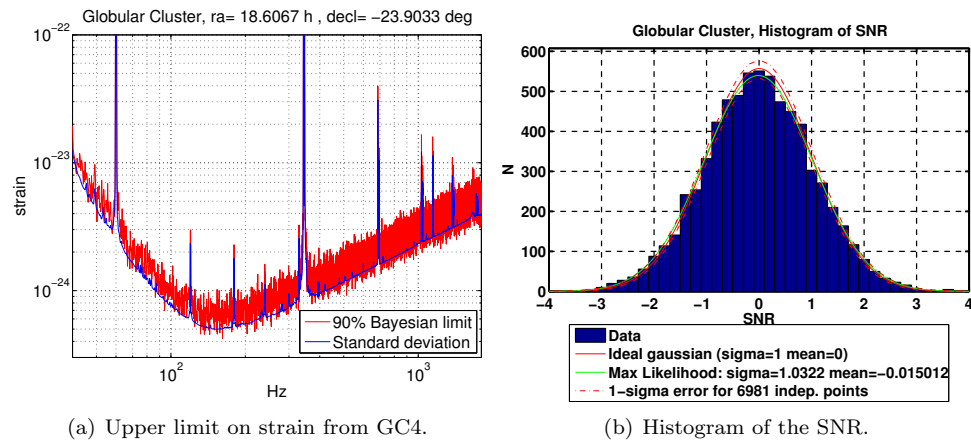 Globular Cluster, ra= 18.6067 h , decl= −23.9033 deg
10^−22
10^−23
10^−24
strain
10^2
10^3
Hz
90% Bayesian limit
Standard deviation
(a) Upper limit on strain from GC4.
Globular Cluster, Histogram of SNR
600
500
400
300
200
100
0
N
−4
−3
−2
−1
0
1
2
3
4
SNR
Data
Ideal gaussian (sigma=1 mean=0)
Max Likelihood: sigma=1.0322 mean=−0.015012
1−sigma error for 6981 indep. points
(b) Histogram of the SNR.